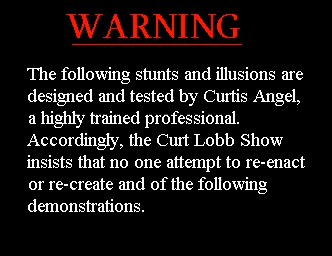 WARNING
The following stunts and illusions are
designed and tested by Curtis Angel,
a highly trained professional.
Accordingly, the Curt Lobb Show
insists that no one attempt to re-enact
or re-create and of the following
demonstrations.